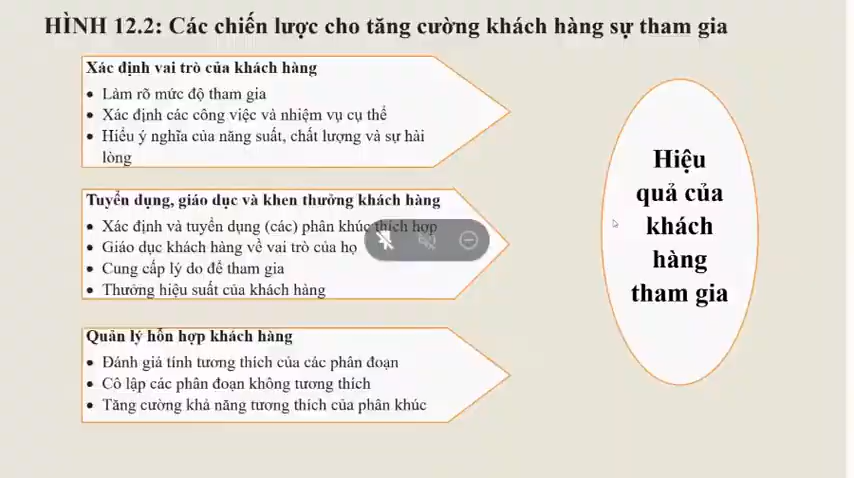 HÌNH 12.2: Các chiến lược cho tăng cường khách hàng sự tham gia
Xác định vai trò của khách hàng
• Làm rõ mức độ tham gia
• Xác định các công việc và nhiệm vụ cụ thể
• Hiểu ý nghĩa của năng suất, chất lượng và sự hài
lòng
Tuyển dụng, giáo dục và khen thưởng khách hàng
• Xác định và tuyển dụng (các) phân khúc thích hợp
• Giáo dục khách hàng về vai trò của họ
• Cung cấp lý do để tham gia
• Thưởng hiệu suất của khách hàng
Quản lý hỗn hợp khách hàng
• Đánh giá tính tương thích của các phân đoạn
• Cô lập các phân đoạn không tương thích
• Tăng cường khả năng tương thích của phân khúc
Hiệu
quả của
khách
hàng
tham gia